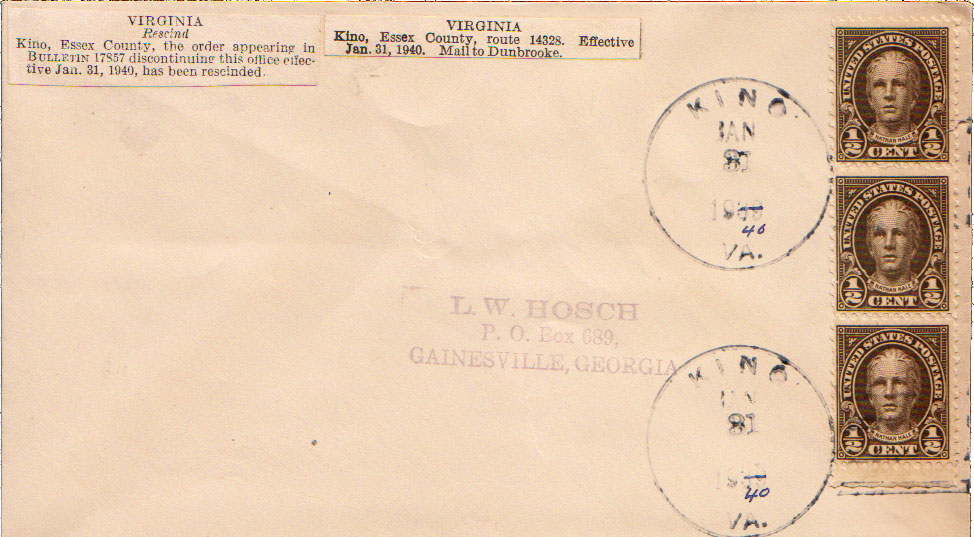 VIRGINIA
Rescind
Kino, Essex County, the order appearing in
BULLETIN 17857 discontinuing this office effec-
tive Jan. 31, 1940, has been rescinded.
VIRGINIA
Kino, Essex County, route 14328. Effective
Jan. 31, 1940. Mail to Dunbrooke.
KINO
JAN
31
1939
40
VA.
UNITED STATES POSTAGE
NATHAN HALE
1/2 CENT 1/2
UNITED STATES POSTAGE
NATHAN HALE
1/2 CENT 1/2
L. W. HOSCH
P. O. Box 689,
GAINESVILLE, GEORGIA
KINO
31
1939
40
VA.
UNITED STATES POSTAGE
NATHAN HALE
1/2 CENT 1/2